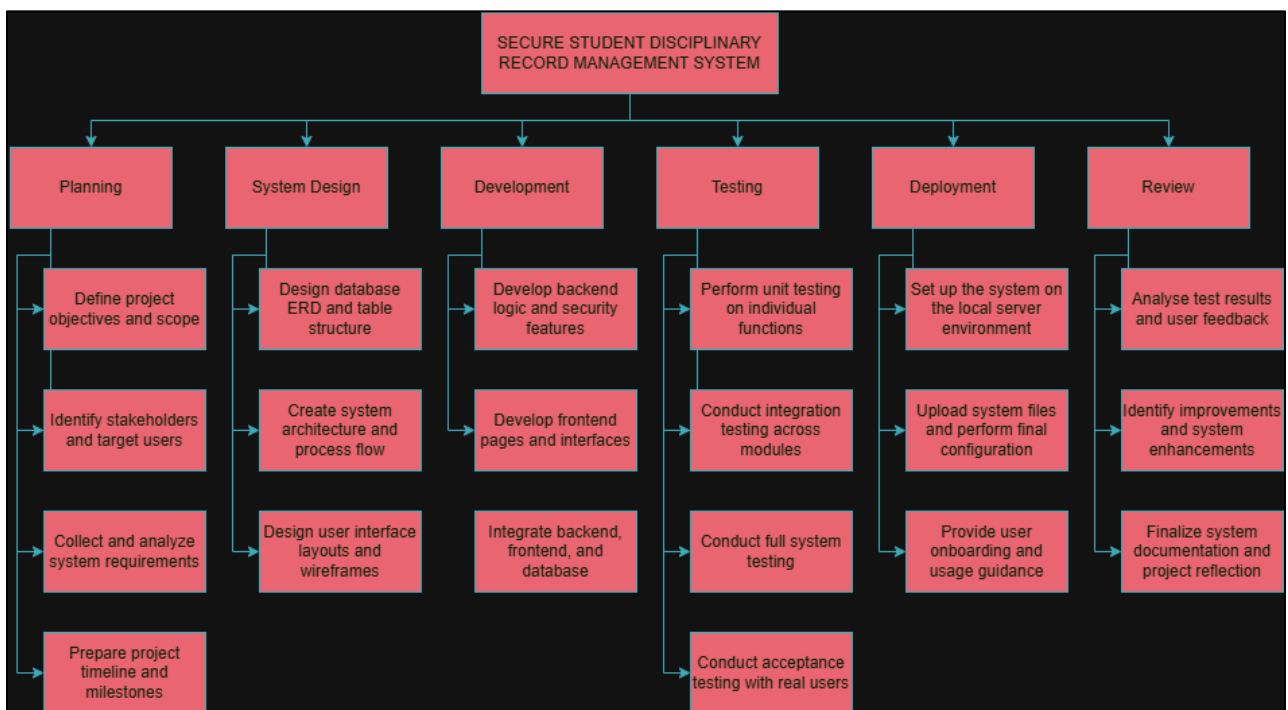 SECURE STUDENT DISCIPLINARY
RECORD MANAGEMENT SYSTEM
Planning
System Design
Development
Testing
Deployment
Review
Define project
objectives and scope
Design database
ERD and table
structure
Develop backend
logic and security
features
Perform unit testing
on individual
functions
Set up the system on
the local server
environment
Analyse test results
and user feedback
Identify stakeholders
and target users
Create system
architecture and
process flow
Develop frontend
pages and interfaces
Conduct integration
testing across
modules
Upload system files
and perform final
configuration
Identify improvements
and system
enhancements
Collect and analyze
system requirements
Design user interface
layouts and
wireframes
Integrate backend,
frontend, and
database
Conduct full system
testing
Provide user
onboarding and
usage guidance
Finalize system
documentation and
project reflection
Prepare project
timeline and
milestones
Conduct acceptance
testing with real users